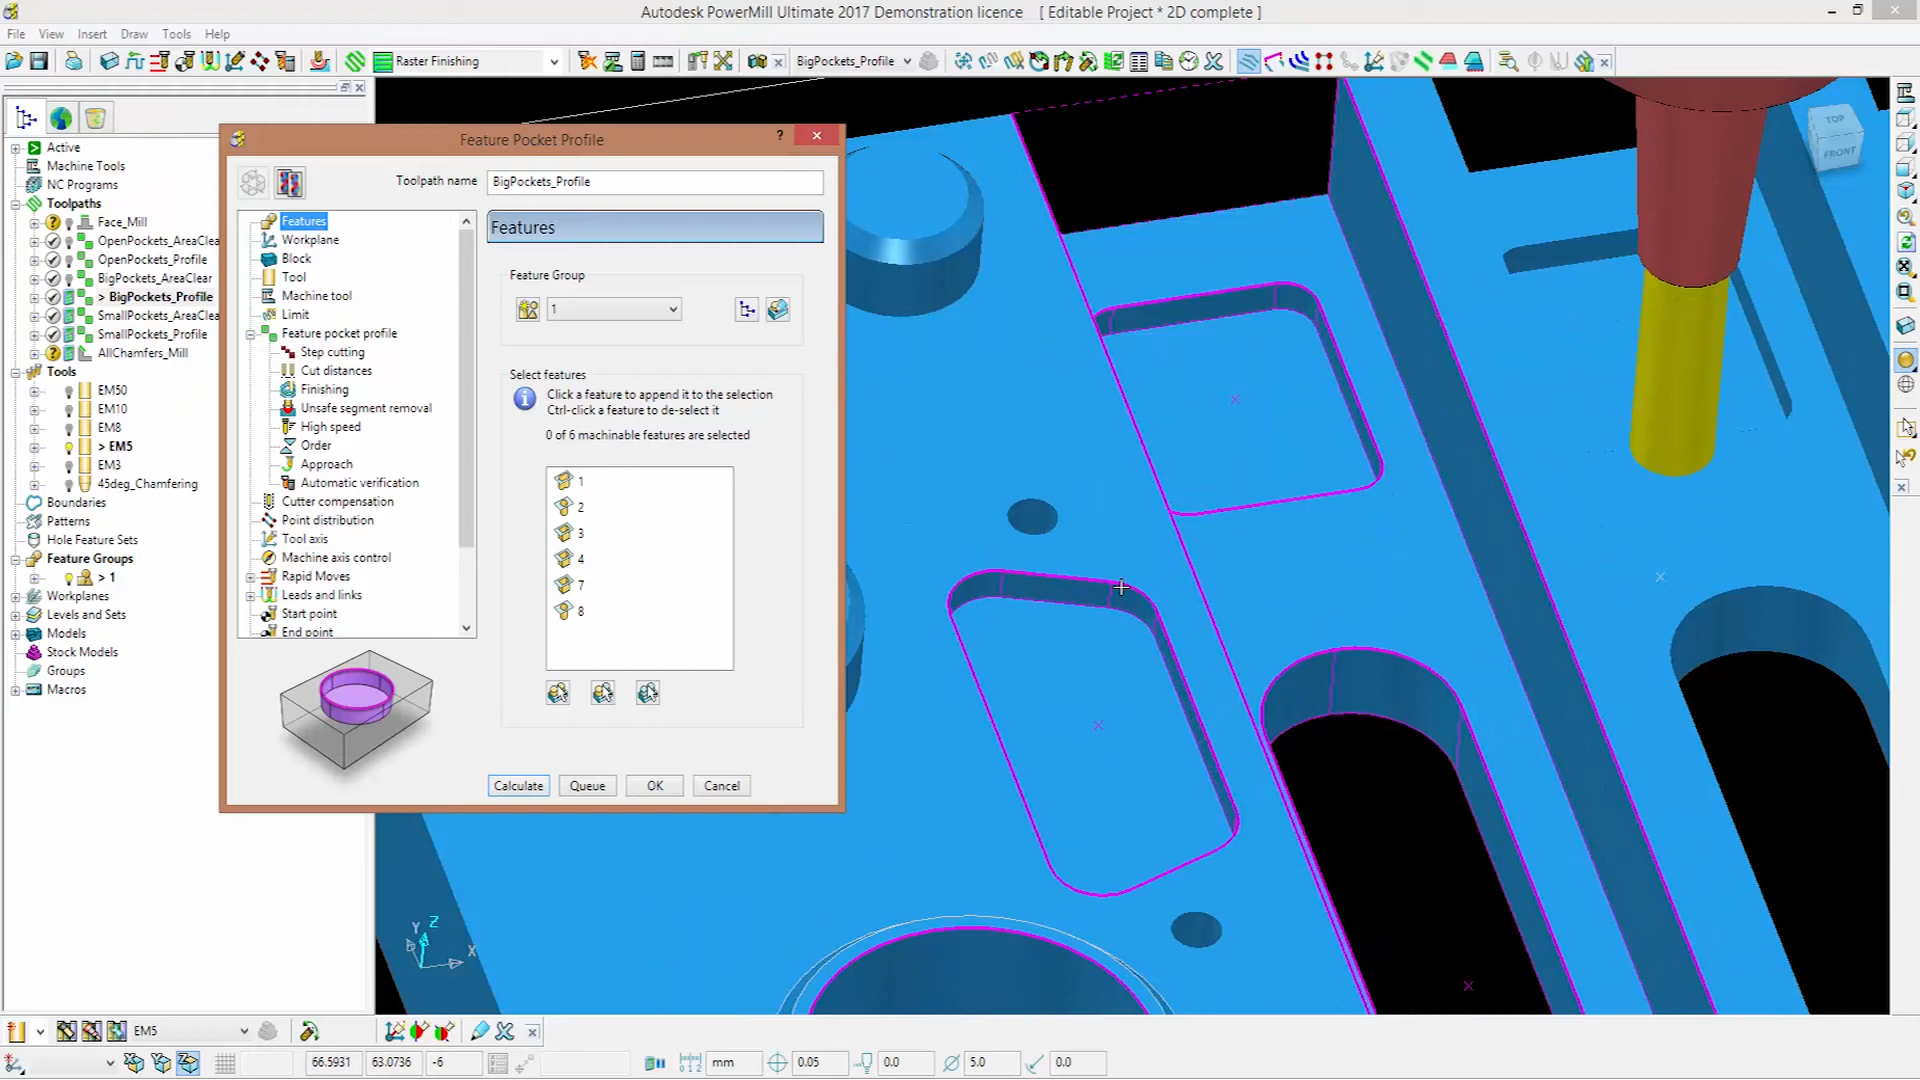 Autodesk PowerMill Ultimate 2017 Demonstration licence    [ Editable Project * 2D complete ]
File View Insert Draw Tools Help
Raster Finishing
BigPockets_Profile
Active
Machine Tools
NC Programs
Toolpaths
Face_Mill
OpenPockets_AreaClea
OpenPockets_Profile
BigPockets_AreaClear
> BigPockets_Profile
SmallPockets_AreaClea
SmallPockets_Profile
AllChamfers_Mill
Tools
EM50
EM10
EM8
> EM5
EM3
45deg_Chamfering
Boundaries
Patterns
Hole Feature Sets
Feature Groups
> 1
Workplanes
Levels and Sets
Models
Stock Models
Groups
Macros
Feature Pocket Profile
?
Toolpath name BigPockets_Profile
Features
Workplane
Block
Tool
Machine tool
Limit
Feature pocket profile
Step cutting
Cut distances
Finishing
Unsafe segment removal
High speed
Order
Approach
Automatic verification
Cutter compensation
Point distribution
Tool axis
Machine axis control
Rapid Moves
Leads and links
Start point
End point
Features
Feature Group
1
Select features
Click a feature to append it to the selection
Ctrl-click a feature to de-select it
0 of 6 machinable features are selected
1
2
3
4
7
8
Calculate Queue OK Cancel
TOP
FRONT
Z
Y
X
EM5
66.5931 63.0736 -6 mm 0.05 0.0 5.0 0.0